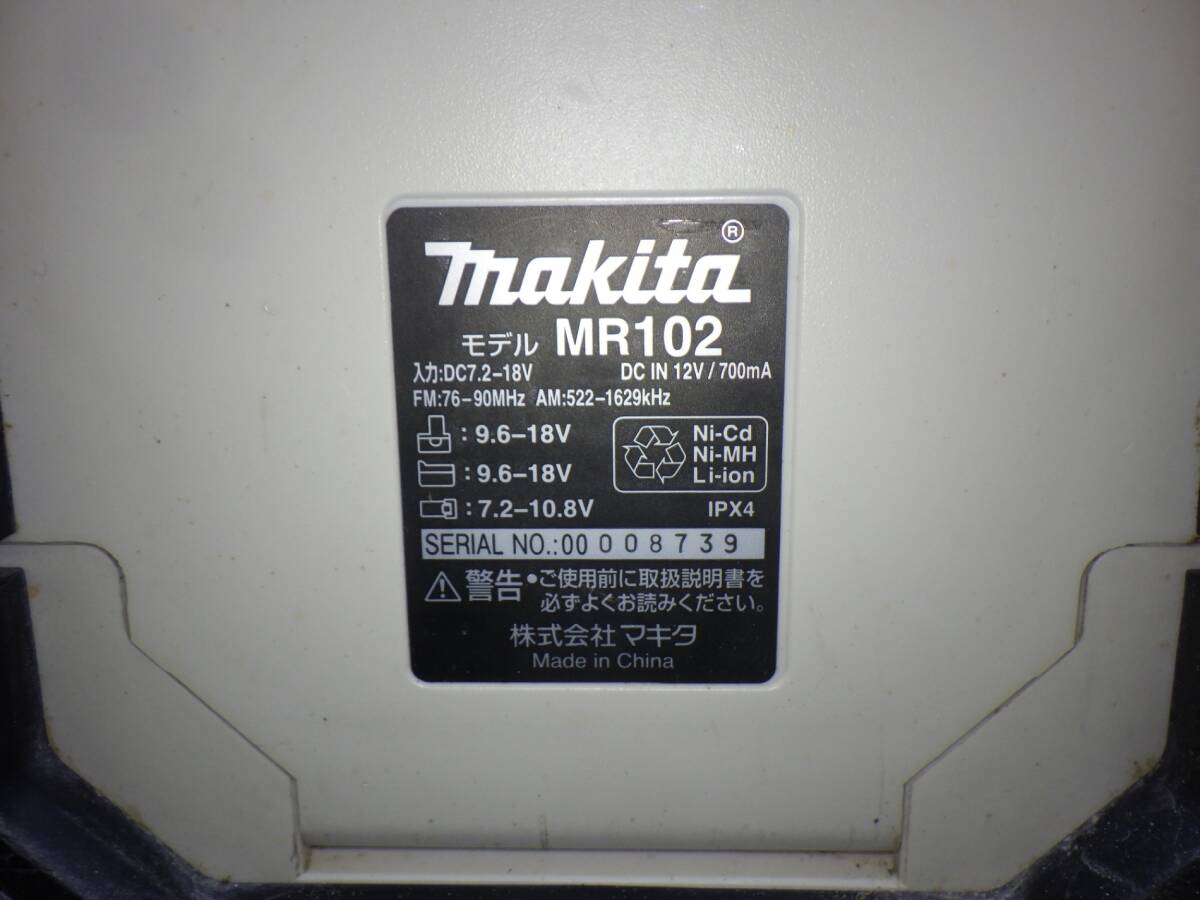 makita®
モデル MR102
入力:DC7.2-18V DC IN 12V/700mA
FM:76-90MHz AM:522-1629kHz
:9.6-18V
:9.6-18V
:7.2-10.8V
Ni-Cd
Ni-MH
Li-ion
IPX4
SERIAL NO.:00 008739
警告 •ご使用前に取扱説明書を
必ずよくお読みください。
株式会社マキタ
Made in China